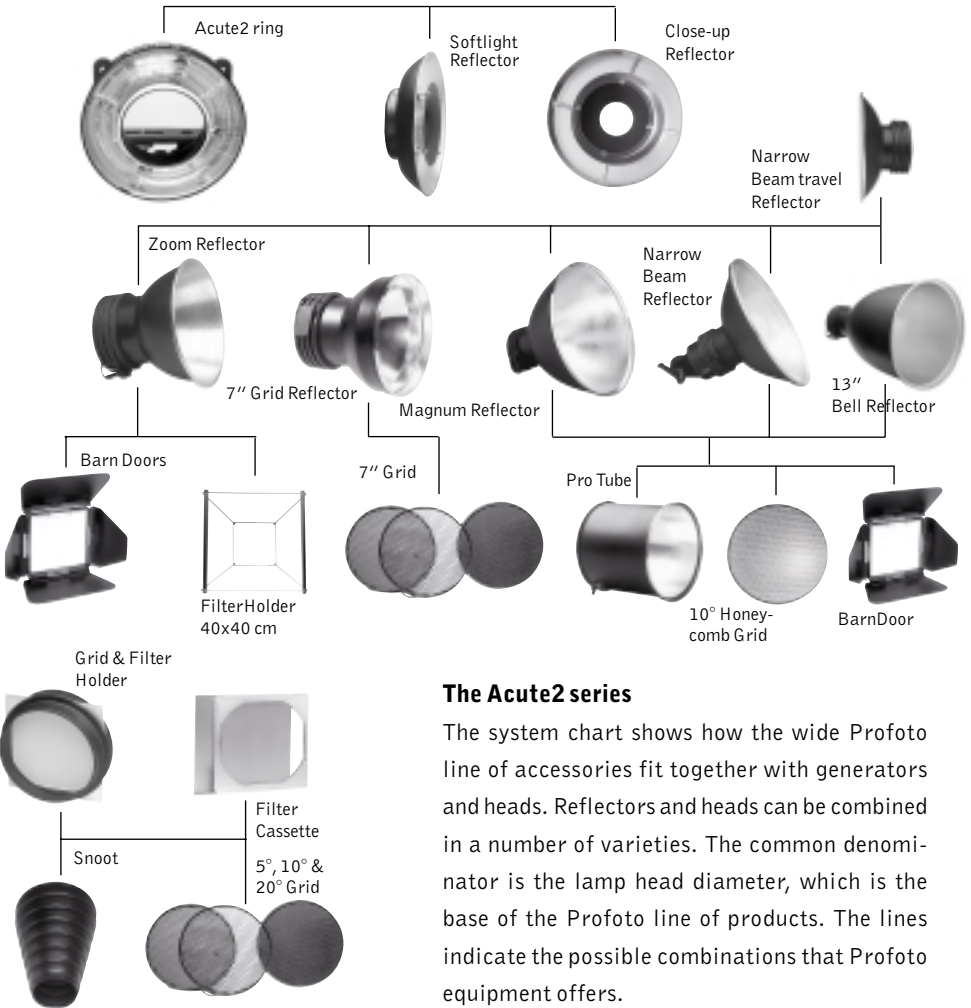 Acute2 ring
Softlight
Reflector
Close-up
Reflector
Narrow
Beam travel
Reflector
Zoom Reflector
Narrow
Beam
Reflector
7″ Grid Reflector
Magnum Reflector
13″
Bell Reflector
Barn Doors
7″ Grid
Pro Tube
FilterHolder
40x40 cm
10° Honey-
comb Grid
BarnDoor
Grid & Filter
Holder
Filter
Cassette
Snoot
5°, 10° &
20° Grid
The Acute2 series
The system chart shows how the wide Profoto
line of accessories fit together with generators
and heads. Reflectors and heads can be combined
in a number of varieties. The common denomi-
nator is the lamp head diameter, which is the
base of the Profoto line of products. The lines
indicate the possible combinations that Profoto
equipment offers.